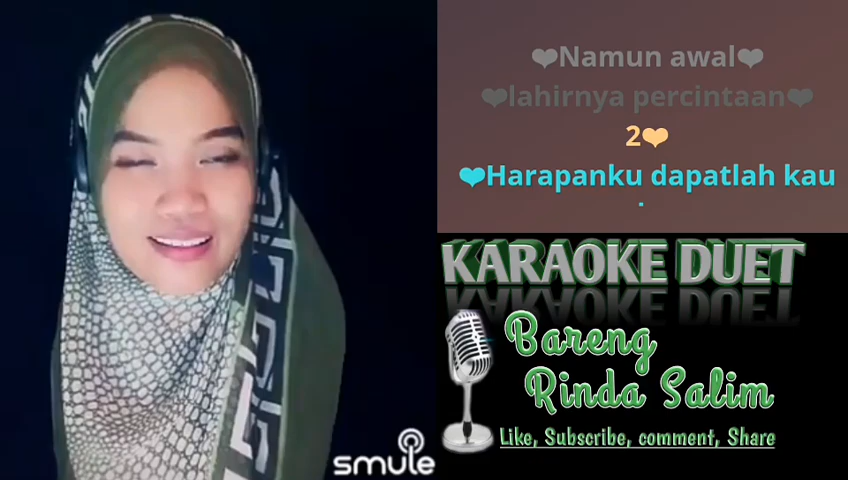 ❤Namun awal❤
❤lahirnya percintaan❤
2❤
❤Harapanku dapatlah kau
KARAOKE DUET
Bareng
Rinda Salim
Like, Subscribe, comment, Share
smule